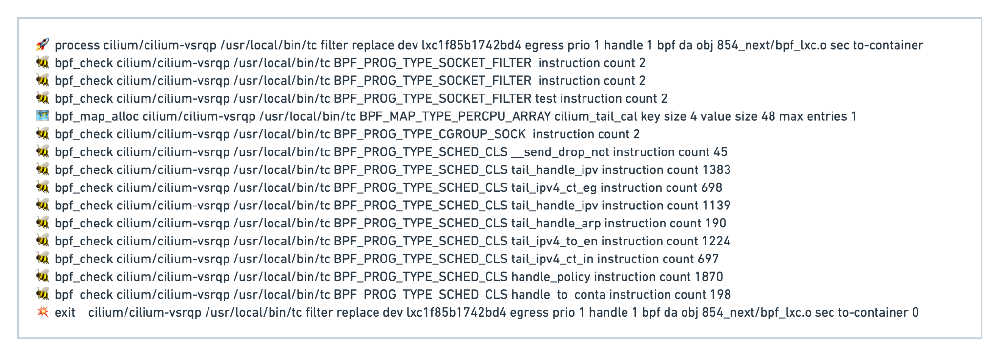 🚀 process cilium/cilium-vsrqp /usr/local/bin/tc filter replace dev lxc1f85b1742bd4 egress prio 1 handle 1 bpf da obj 854_next/bpf_lxc.o sec to-container
🐝 bpf_check cilium/cilium-vsrqp /usr/local/bin/tc BPF_PROG_TYPE_SOCKET_FILTER  instruction count 2
🐝 bpf_check cilium/cilium-vsrqp /usr/local/bin/tc BPF_PROG_TYPE_SOCKET_FILTER  instruction count 2
🐝 bpf_check cilium/cilium-vsrqp /usr/local/bin/tc BPF_PROG_TYPE_SOCKET_FILTER test instruction count 2
🗺️ bpf_map_alloc cilium/cilium-vsrqp /usr/local/bin/tc BPF_MAP_TYPE_PERCPU_ARRAY cilium_tail_cal key size 4 value size 48 max entries 1
🐝 bpf_check cilium/cilium-vsrqp /usr/local/bin/tc BPF_PROG_TYPE_CGROUP_SOCK  instruction count 2
🐝 bpf_check cilium/cilium-vsrqp /usr/local/bin/tc BPF_PROG_TYPE_SCHED_CLS __send_drop_not instruction count 45
🐝 bpf_check cilium/cilium-vsrqp /usr/local/bin/tc BPF_PROG_TYPE_SCHED_CLS tail_handle_ipv instruction count 1383
🐝 bpf_check cilium/cilium-vsrqp /usr/local/bin/tc BPF_PROG_TYPE_SCHED_CLS tail_ipv4_ct_eg instruction count 698
🐝 bpf_check cilium/cilium-vsrqp /usr/local/bin/tc BPF_PROG_TYPE_SCHED_CLS tail_handle_ipv instruction count 1139
🐝 bpf_check cilium/cilium-vsrqp /usr/local/bin/tc BPF_PROG_TYPE_SCHED_CLS tail_handle_arp instruction count 190
🐝 bpf_check cilium/cilium-vsrqp /usr/local/bin/tc BPF_PROG_TYPE_SCHED_CLS tail_ipv4_to_en instruction count 1224
🐝 bpf_check cilium/cilium-vsrqp /usr/local/bin/tc BPF_PROG_TYPE_SCHED_CLS tail_ipv4_ct_in instruction count 697
🐝 bpf_check cilium/cilium-vsrqp /usr/local/bin/tc BPF_PROG_TYPE_SCHED_CLS handle_policy instruction count 1870
🐝 bpf_check cilium/cilium-vsrqp /usr/local/bin/tc BPF_PROG_TYPE_SCHED_CLS handle_to_conta instruction count 198
💥 exit    cilium/cilium-vsrqp /usr/local/bin/tc filter replace dev lxc1f85b1742bd4 egress prio 1 handle 1 bpf da obj 854_next/bpf_lxc.o sec to-container 0